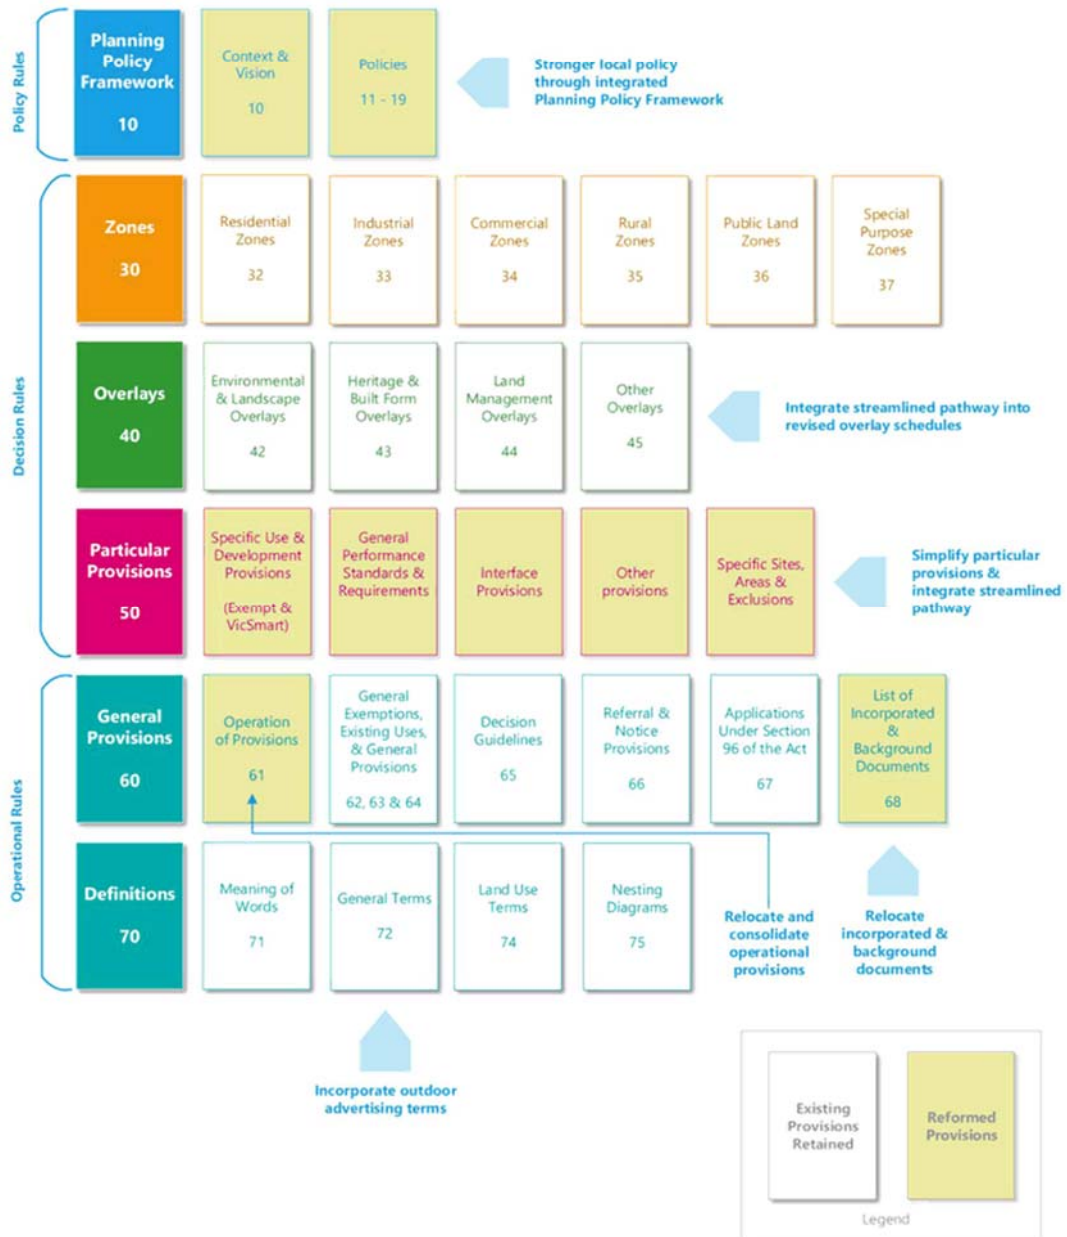 Policy Rules
Planning
Policy
Framework
10
Context &
Vision
10
Policies
11 - 19
Stronger local policy
through integrated
Planning Policy Framework
Decision Rules
Zones
30
Residential
Zones
32
Industrial
Zones
33
Commercial
Zones
34
Rural
Zones
35
Public Land
Zones
36
Special
Purpose
Zones
37
Overlays
40
Environmental
& Landscape
Overlays
42
Heritage &
Built Form
Overlays
43
Land
Management
Overlays
44
Other
Overlays
45
Integrate streamlined pathway into
revised overlay schedules
Particular
Provisions
50
Specific Use &
Development
Provisions
(Exempt &
VicSmart)
General
Performance
Standards &
Requirements
Interface
Provisions
Other
provisions
Specific Sites,
Areas &
Exclusions
Simplify particular
provisions &
integrate streamlined
pathway
Operational Rules
General
Provisions
60
Operation
of Provisions
61
General
Exemptions,
Existing Uses,
& General
Provisions
62, 63 & 64
Decision
Guidelines
65
Referral &
Notice
Provisions
66
Applications
Under Section
96 of the Act
67
List of
Incorporated
&
Background
Documents
68
Definitions
70
Meaning of
Words
71
General Terms
72
Land Use
Terms
74
Nesting
Diagrams
75
Relocate and
consolidate
operational
provisions
Relocate
incorporated &
background
documents
Incorporate outdoor
advertising terms
Existing
Provisions
Retained
Reformed
Provisions
Legend